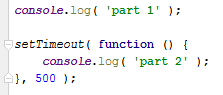 console.log( 'part 1' );
setTimeout( function () {
    console.log( 'part 2' );
}, 500 );